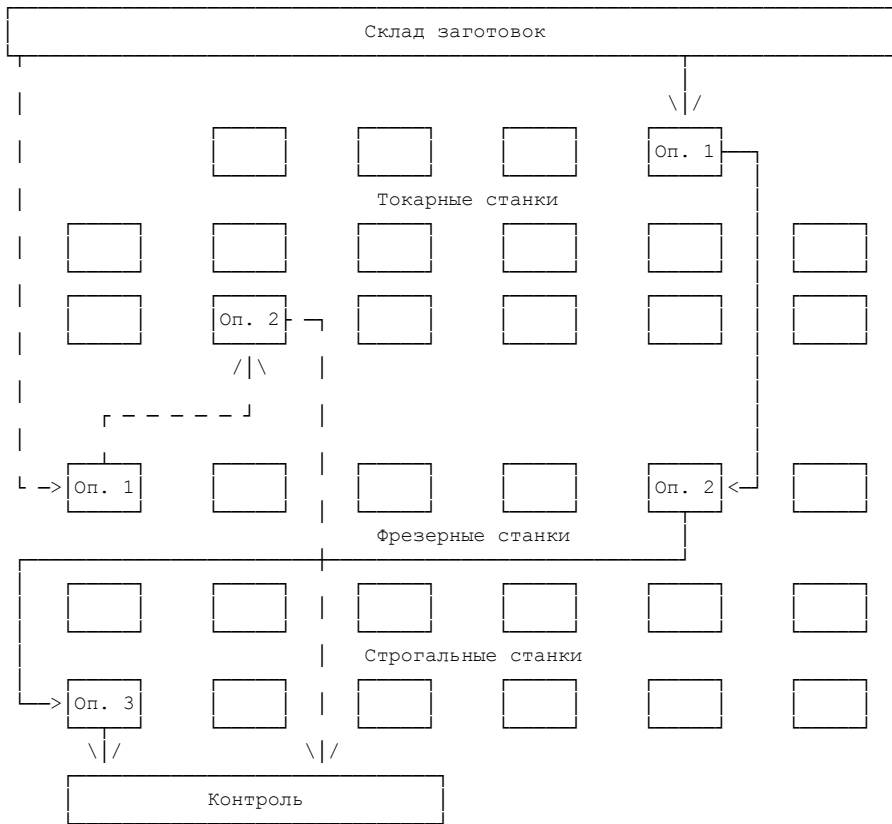 Склад заготовок
Оп. 1
Токарные станки
Оп. 2
Оп. 1
Оп. 2
Фрезерные станки
Строгальные станки
Оп. 3
Контроль